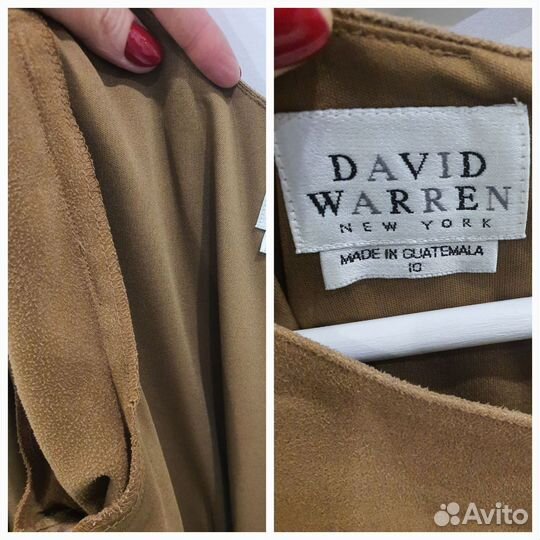 DAVID
WARREN
NEW YORK
MADE IN GUATEMALA
10
Avito